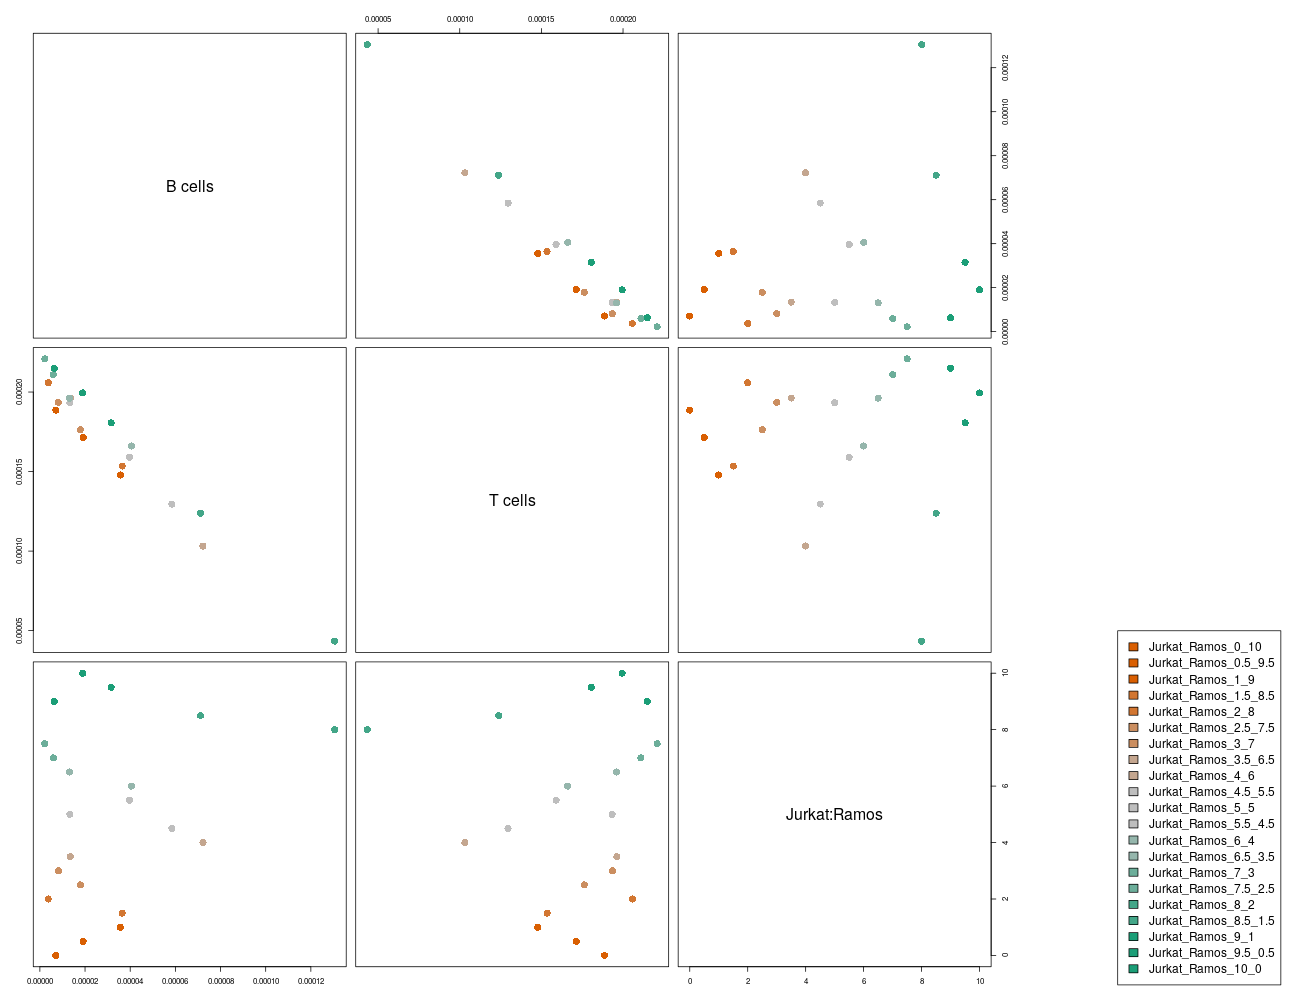 0.00005 0.00010 0.00015 0.00020
B cells
0.00000 0.00002 0.00004 0.00006 0.00008 0.00010 0.00012
0.00005 0.00010 0.00015 0.00020
T cells
Jurkat:Ramos
0 2 4 6 8 10
0.00000 0.00002 0.00004 0.00006 0.00008 0.00010 0.00012
0 2 4 6 8 10
Jurkat_Ramos_0_10
Jurkat_Ramos_0.5_9.5
Jurkat_Ramos_1_9
Jurkat_Ramos_1.5_8.5
Jurkat_Ramos_2_8
Jurkat_Ramos_2.5_7.5
Jurkat_Ramos_3_7
Jurkat_Ramos_3.5_6.5
Jurkat_Ramos_4_6
Jurkat_Ramos_4.5_5.5
Jurkat_Ramos_5_5
Jurkat_Ramos_5.5_4.5
Jurkat_Ramos_6_4
Jurkat_Ramos_6.5_3.5
Jurkat_Ramos_7_3
Jurkat_Ramos_7.5_2.5
Jurkat_Ramos_8_2
Jurkat_Ramos_8.5_1.5
Jurkat_Ramos_9_1
Jurkat_Ramos_9.5_0.5
Jurkat_Ramos_10_0